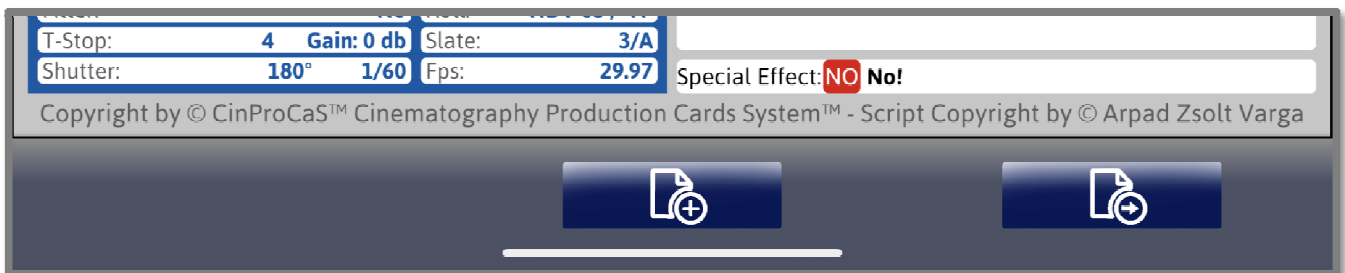 T-Stop: 4 Gain: 0 db Slate: 3/A
Shutter: 180° 1/60 Fps: 29.97
Special Effect: NO No!
Copyright by © CinProCaS™ Cinematography Production Cards System™ - Script Copyright by © Arpad Zsolt Varga